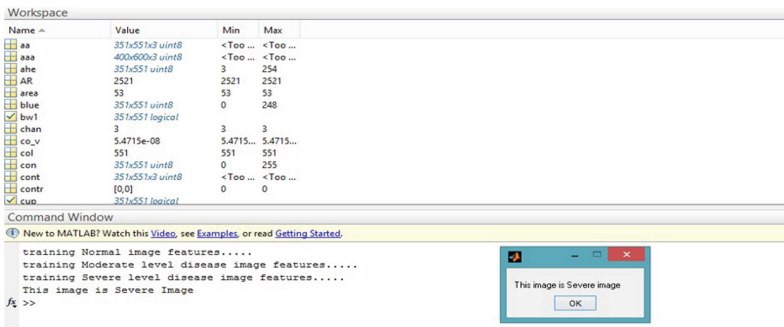 Workspace
Name Value Min Max
aa 351x551x3 uint8 <Too ... <Too ...
aaa 400x600x3 uint8 <Too ... <Too ...
ahe 351x551 uint8 3 254
AR 2521 2521 2521
area 53 53 53
blue 351x551 uint8 0 248
bw1 351x551 logical
chan 3 3 3
co_v 5.4715e-08 5.4715... 5.4715...
col 551 551 551
con 351x551 uint8 0 255
cont 351x551x3 uint8 <Too ... <Too ...
contr [0,0] 0 0
cup 351x551 logical
Command Window
New to MATLAB? Watch this Video, see Examples, or read Getting Started.
training Normal image features.....
training Moderate level disease image features.....
training Severe level disease image features.....
This image is Severe Image
fx >>
This image is Severe image
OK